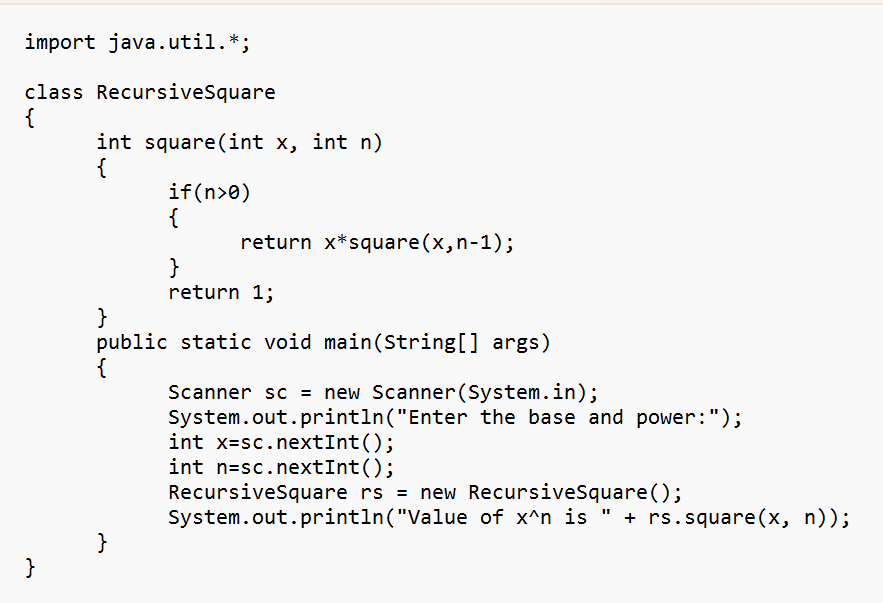 import java.util.*;
class RecursiveSquare
{
int square(int x, int n)
{
if(n>0)
{
return x*square(x,n-1);
}
return 1;
}
public static void main(String[] args)
{
Scanner sc = new Scanner(System.in);
System.out.println("Enter the base and power:");
int x=sc.nextInt();
int n=sc.nextInt();
RecursiveSquare rs = new RecursiveSquare();
System.out.println("Value of x^n is " + rs.square(x, n));
}
}